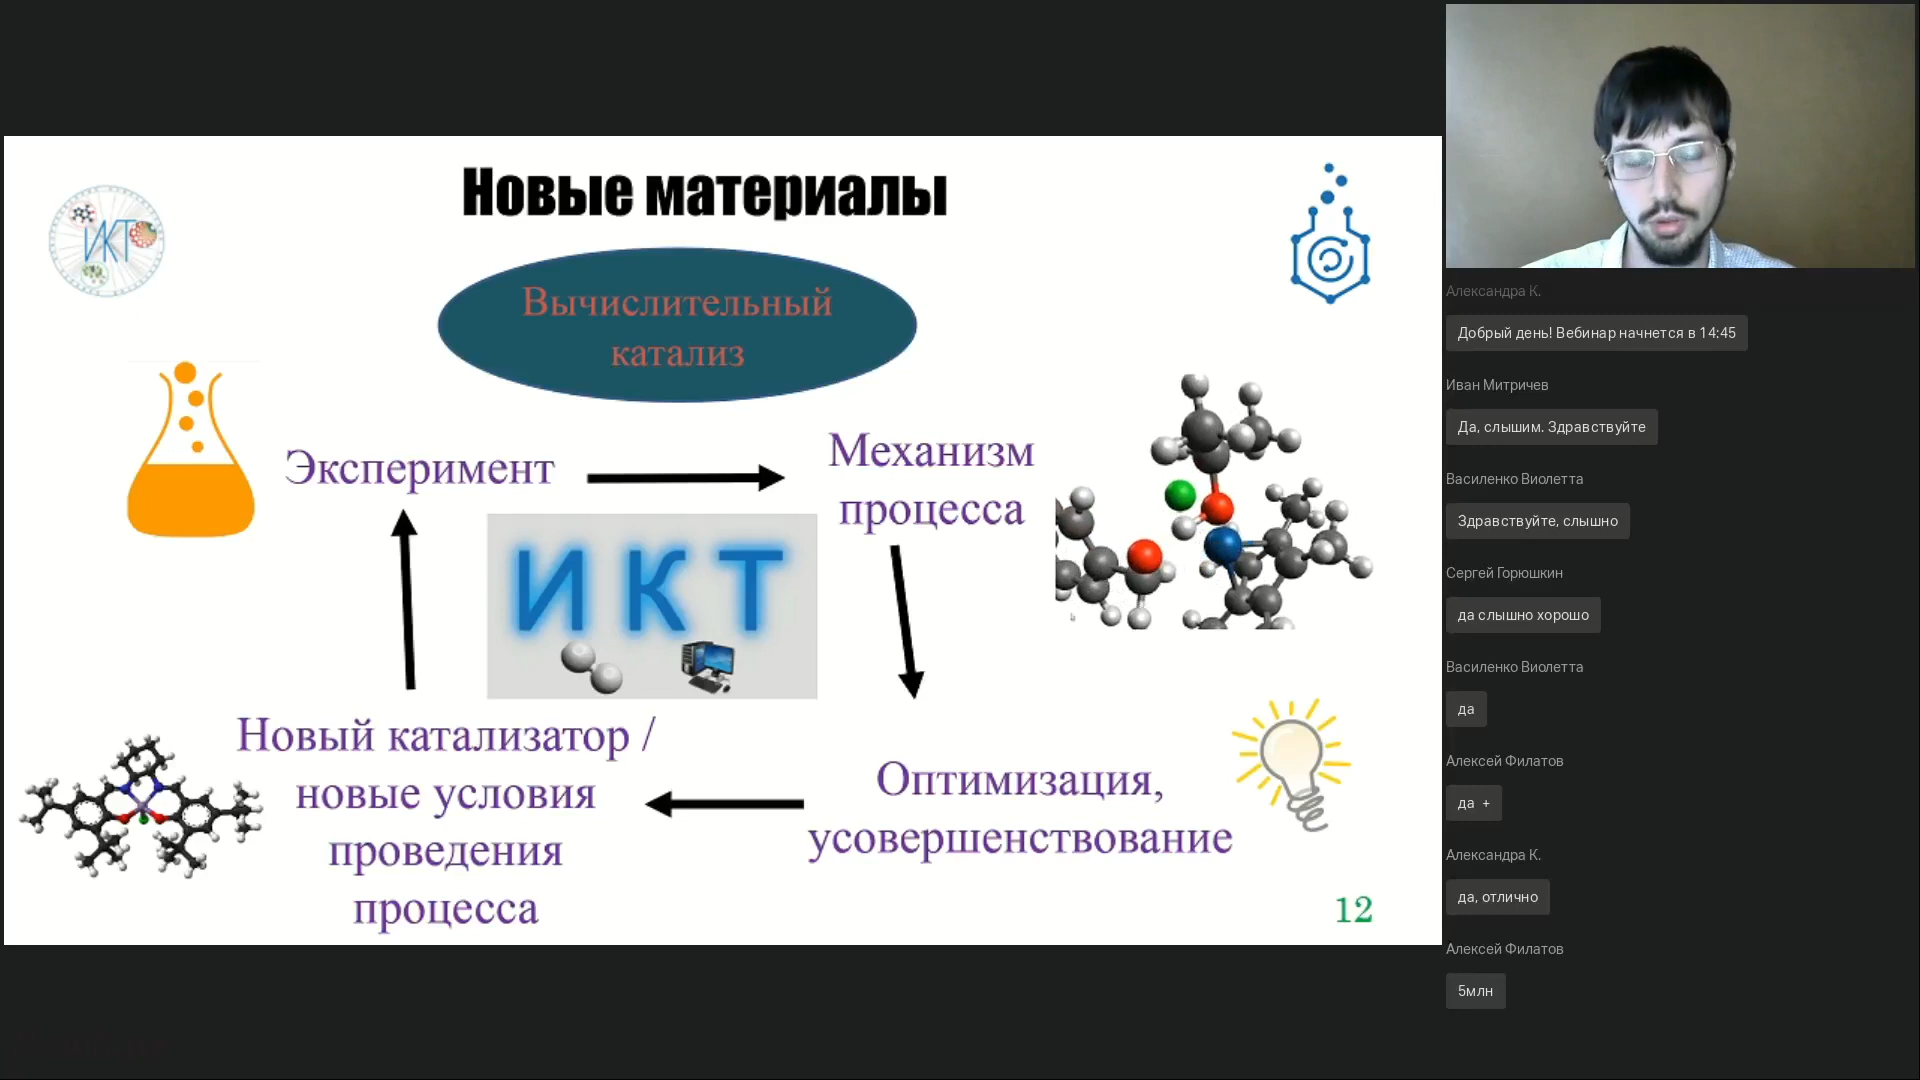 Новые материалы
ИКТ
Вычислительный
катализ
Эксперимент
Механизм
процесса
ИКТ
Новый катализатор /
новые условия
проведения
процесса
Оптимизация,
усовершенствование
12
Александра К.
Добрый день! Вебинар начнется в 14:45
Иван Митричев
Да, слышим. Здравствуйте
Василенко Виолетта
Здравствуйте, слышно
Сергей Горюшкин
да слышно хорошо
Василенко Виолетта
да
Алексей Филатов
да +
Александра К.
да, отлично
Алексей Филатов
5млн